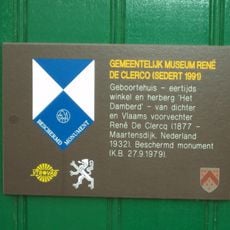 GEMEENTELIJK MUSEUM RENÉ
DE CLERCQ (SEDERT 1991)
Geboortehuis - eertijds
winkel en herberg 'Het
Damberd' - van dichter
en Vlaams voorvechter
René De Clercq (1877 -
Maartensdijk, Nederland
1932). Beschermd monument
(K.B. 27.9.1979).
BESCHERMD MONUMENT